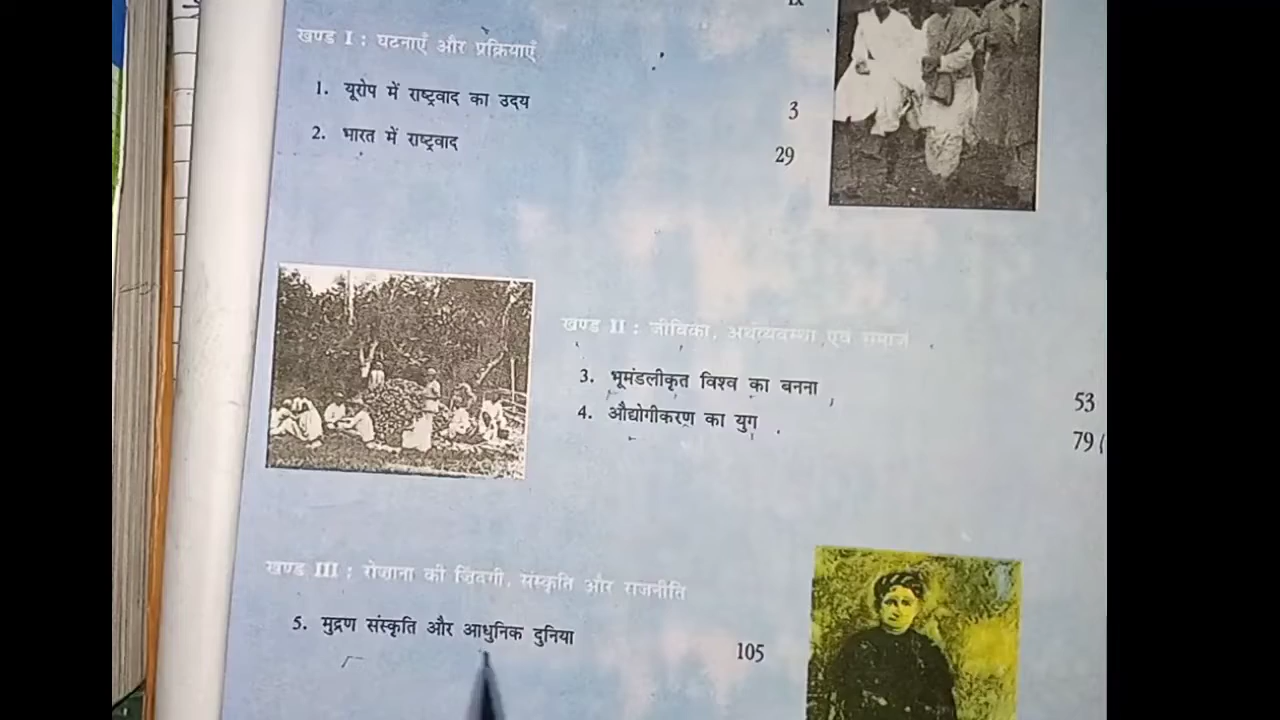 ix
खण्ड I : घटनाएँ और प्रक्रियाएँ
1. यूरोप में राष्ट्रवाद का उदय 3
2. भारत में राष्ट्रवाद 29
खण्ड II : जीविका, अर्थव्यवस्था एवं समाज
3. भूमंडलीकृत विश्व का बनना 53
4. औद्योगीकरण का युग 79
खण्ड III : रोज़ाना की ज़िंदगी, संस्कृति और राजनीति
5. मुद्रण संस्कृति और आधुनिक दुनिया 105